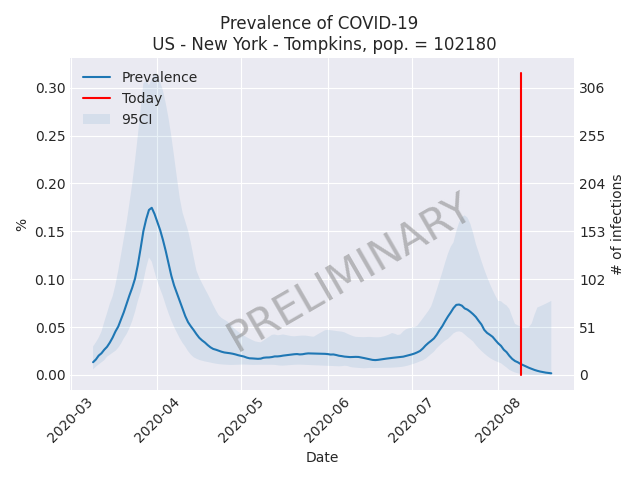 Prevalence of COVID-19
US - New York - Tompkins, pop. = 102180
Prevalence
Today
95CI
0.30
0.25
0.20
0.15
0.10
0.05
0.00
%
306
255
204
153
102
51
0
# of infections
PRELIMINARY
2020-03
2020-04
2020-05
2020-06
2020-07
2020-08
Date